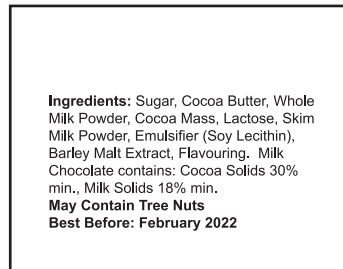 Ingredients: Sugar, Cocoa Butter, Whole
Milk Powder, Cocoa Mass, Lactose, Skim
Milk Powder, Emulsifier (Soy Lecithin),
Barley Malt Extract, Flavouring.  Milk
Chocolate contains: Cocoa Solids 30%
min., Milk Solids 18% min.
May Contain Tree Nuts
Best Before: February 2022